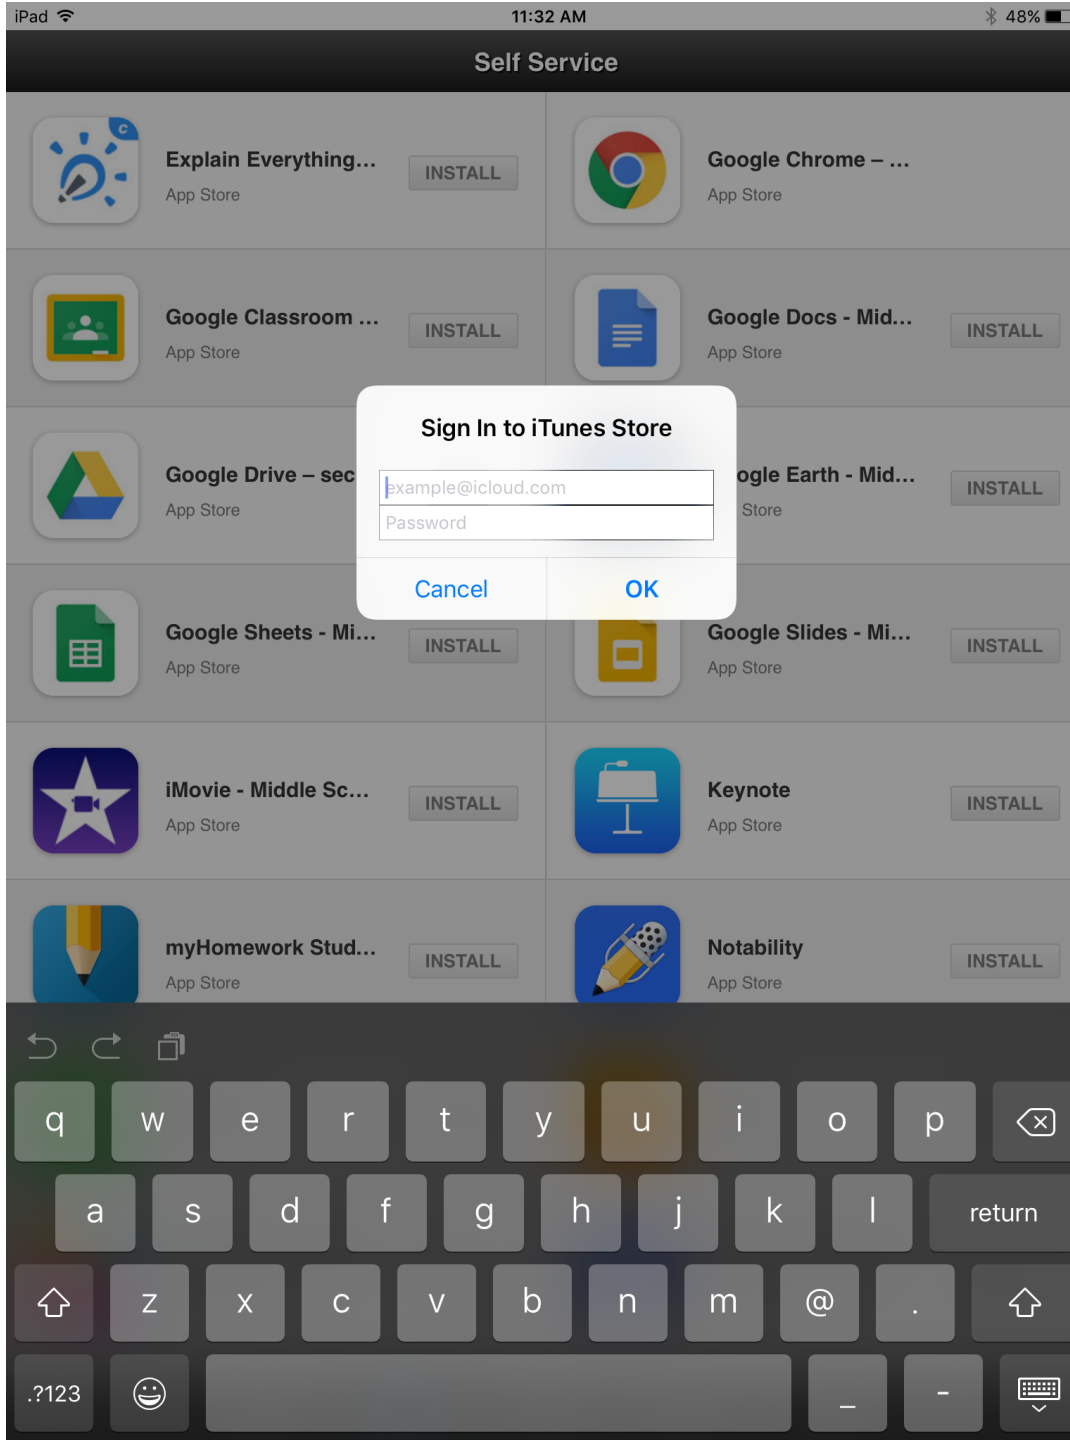 iPad 11:32 AM 48%
Self Service
Explain Everything... INSTALL Google Chrome – ...
App Store App Store
Google Classroom ... INSTALL Google Docs - Mid... INSTALL
App Store App Store
Sign In to iTunes Store
Google Drive – sec ogle Earth - Mid... INSTALL
example@icloud.com
App Store Store
Password
Cancel OK
Google Sheets - Mi... INSTALL Google Slides - Mi... INSTALL
App Store App Store
iMovie - Middle Sc... INSTALL Keynote INSTALL
App Store App Store
myHomework Stud... INSTALL Notability INSTALL
App Store App Store
q w e r t y u i o p
a s d f g h j k l return
z x c v b n m @ .
.?123 _ -